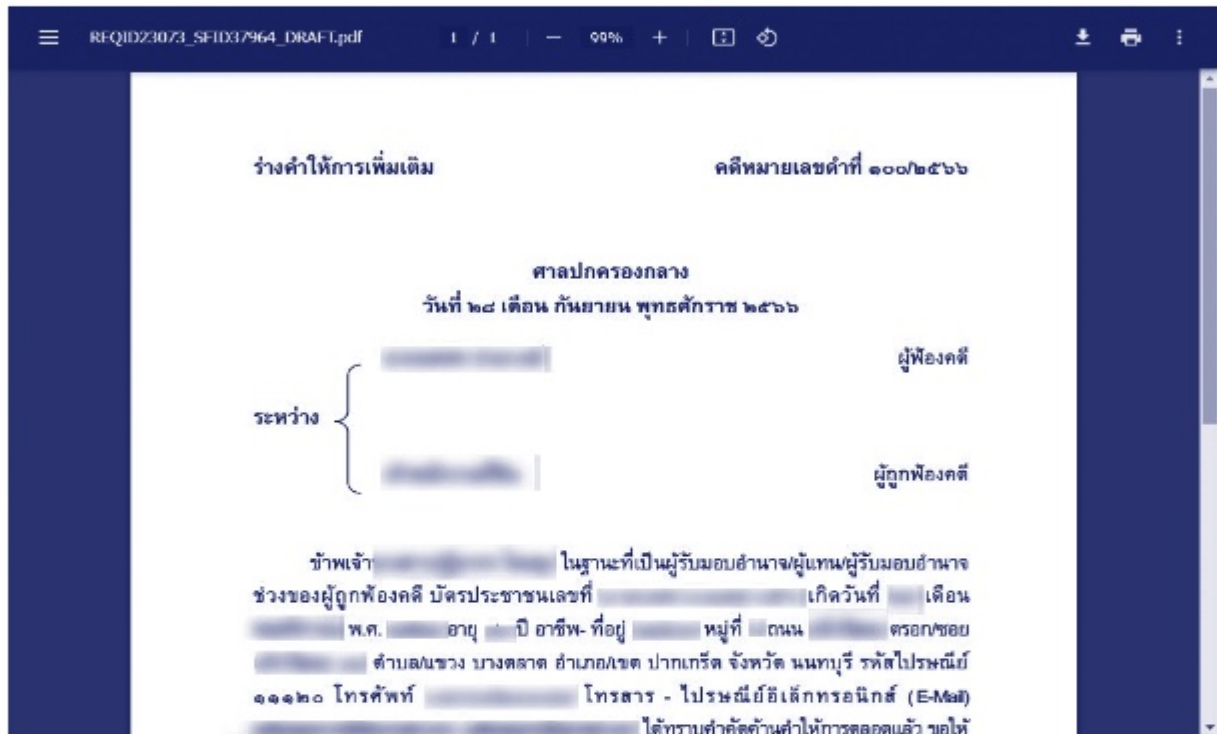 REQID23073_SFID37964_DRAFT.pdf 1 / 1 — 99% +
ร่างคำให้การเพิ่มเติม คดีหมายเลขดำที่ ๑๐๐/๒๕๖๖
ศาลปกครองกลาง
วันที่ ๒๘ เดือน กันยายน พุทธศักราช ๒๕๖๖
ผู้ฟ้องคดี
ระหว่าง
ผู้ถูกฟ้องคดี
ข้าพเจ้า ในฐานะที่เป็นผู้รับมอบอำนาจ/ผู้แทน/ผู้รับมอบอำนาจ
ช่วงของผู้ถูกฟ้องคดี บัตรประชาชนเลขที่ เกิดวันที่ เดือน
พ.ศ. อายุ ปี อาชีพ- ที่อยู่ หมู่ที่ ถนน ตรอก/ซอย
ตำบล/แขวง บางตลาด อำเภอ/เขต ปากเกร็ด จังหวัด นนทบุรี รหัสไปรษณีย์
๑๑๑๒๐ โทรศัพท์ โทรสาร - ไปรษณีย์อิเล็กทรอนิกส์ (E-Mail)
ได้ทราบคำคัดค้านคำให้การตลอดแล้ว ขอให้